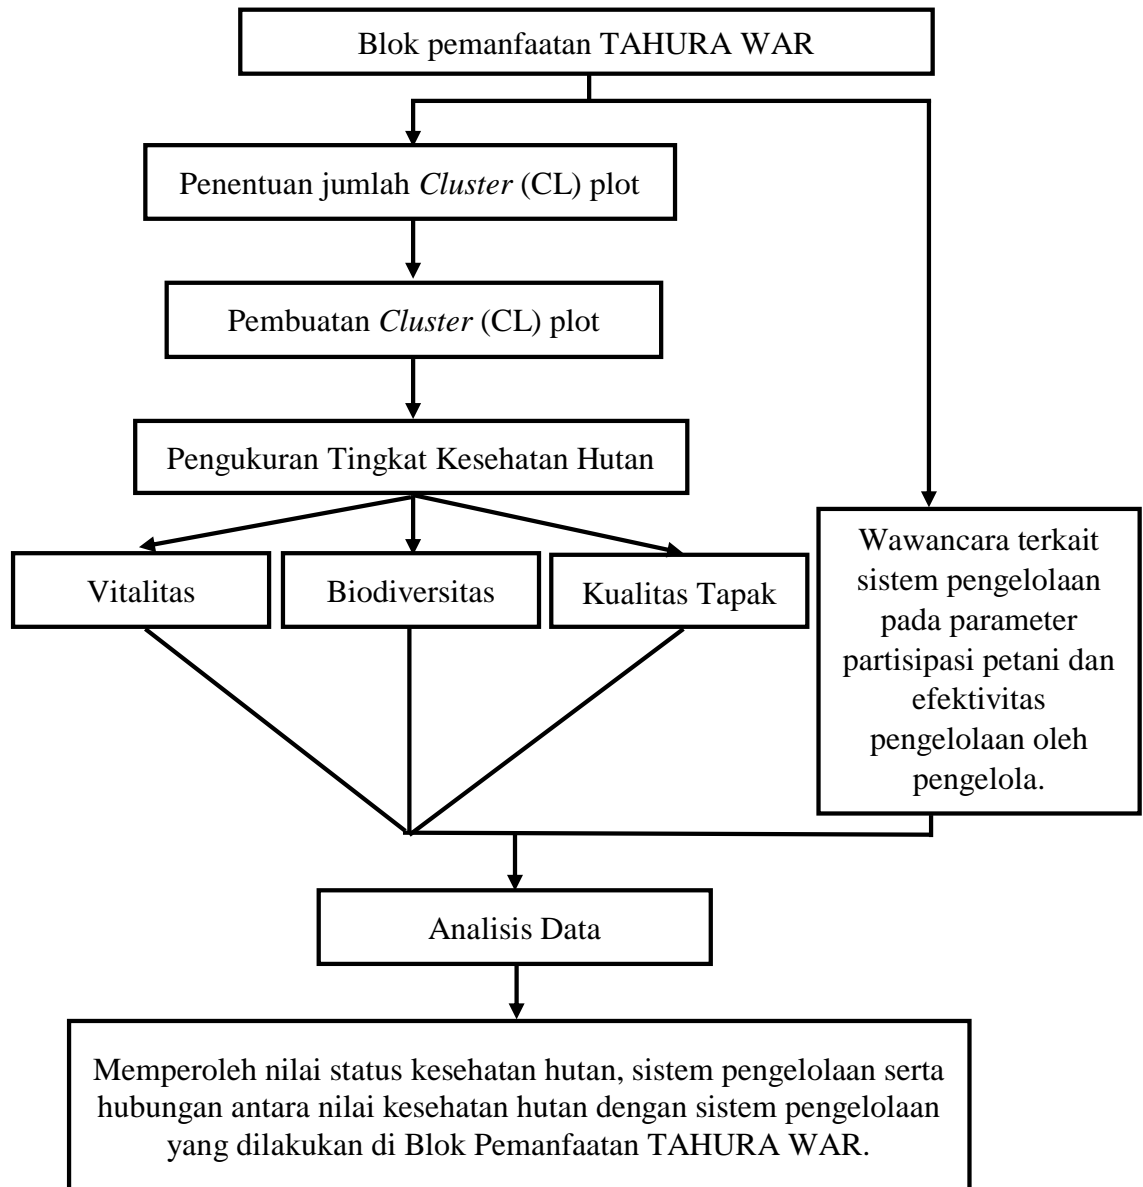 Blok pemanfaatan TAHURA WAR
Penentuan jumlah Cluster (CL) plot
Pembuatan Cluster (CL) plot
Pengukuran Tingkat Kesehatan Hutan
Vitalitas
Biodiversitas
Kualitas Tapak
Wawancara terkait
sistem pengelolaan
pada parameter
partisipasi petani dan
efektivitas
pengelolaan oleh
pengelola.
Analisis Data
Memperoleh nilai status kesehatan hutan, sistem pengelolaan serta
hubungan antara nilai kesehatan hutan dengan sistem pengelolaan
yang dilakukan di Blok Pemanfaatan TAHURA WAR.